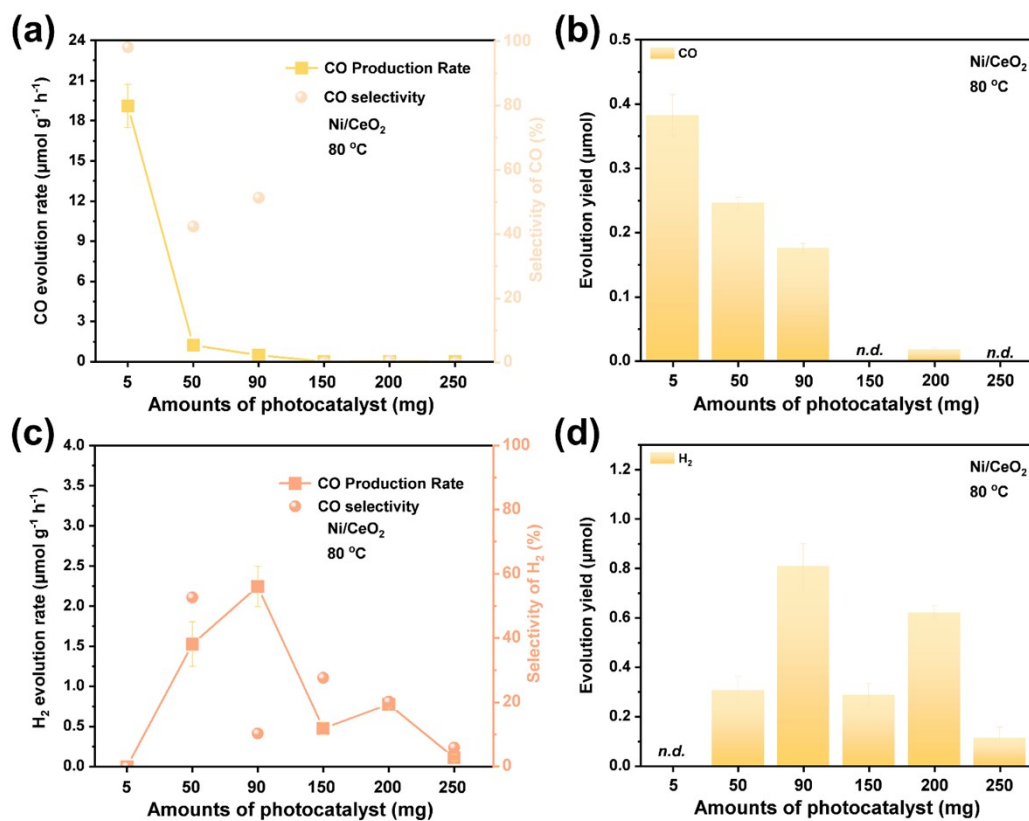 (a)
24
21
18
15
12
9
6
3
0
CO evolution rate (μmol g⁻¹ h⁻¹)
CO Production Rate
CO selectivity
Ni/CeO₂
80 °C
100
80
60
40
20
0
Selectivity of CO (%)
5 50 90 150 200 250
Amounts of photocatalyst (mg)
(b)
0.5
0.4
0.3
0.2
0.1
0.0
Evolution yield (μmol)
CO
Ni/CeO₂
80 °C
n.d. n.d.
5 50 90 150 200 250
Amounts of photocatalyst (mg)
(c)
4.0
3.5
3.0
2.5
2.0
1.5
1.0
0.5
0.0
H₂ evolution rate (μmol g⁻¹ h⁻¹)
CO Production Rate
CO selectivity
Ni/CeO₂
80 °C
100
80
60
40
20
0
Selectivity of H₂ (%)
5 50 90 150 200 250
Amounts of photocatalyst (mg)
(d)
1.2
1.0
0.8
0.6
0.4
0.2
0.0
Evolution yield (μmol)
H₂
Ni/CeO₂
80 °C
n.d.
5 50 90 150 200 250
Amounts of photocatalyst (mg)